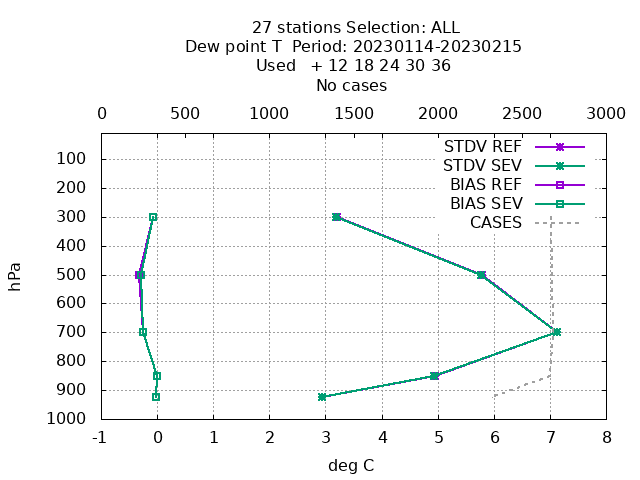 27 stations Selection: ALL
Dew point T  Period: 20230114-20230215
Used   + 12 18 24 30 36
No cases
0 500 1000 1500 2000 2500 3000
STDV REF
STDV SEV
BIAS REF
BIAS SEV
CASES
hPa
100
200
300
400
500
600
700
800
900
1000
-1 0 1 2 3 4 5 6 7 8
deg C